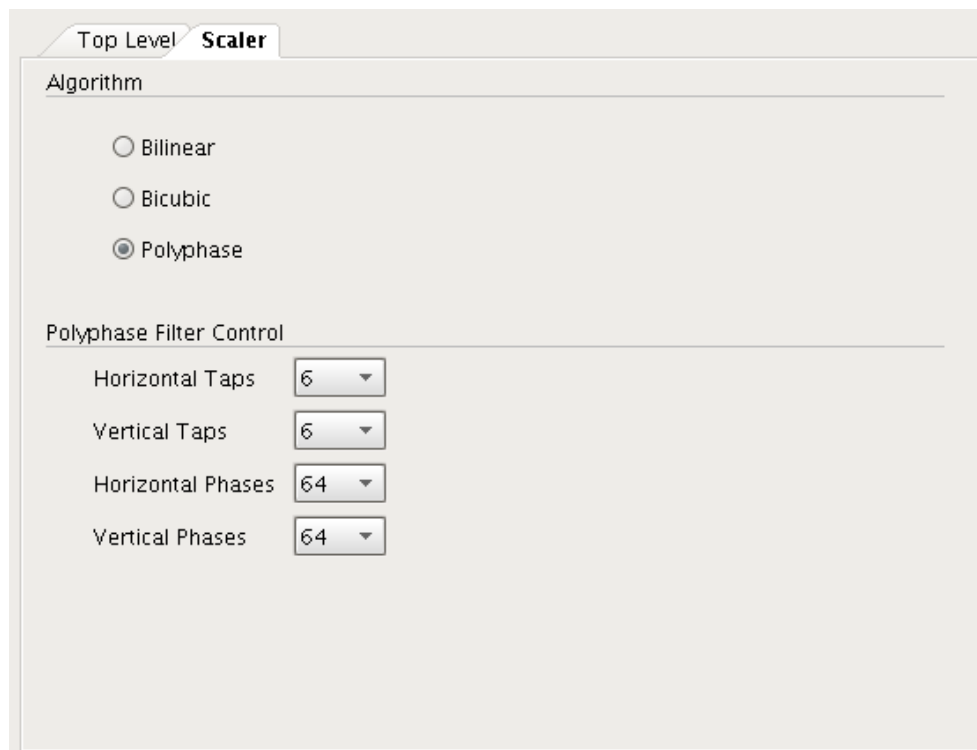 Top Level Scaler
Algorithm
Bilinear
Bicubic
Polyphase
Polyphase Filter Control
Horizontal Taps 6
Vertical Taps 6
Horizontal Phases 64
Vertical Phases 64